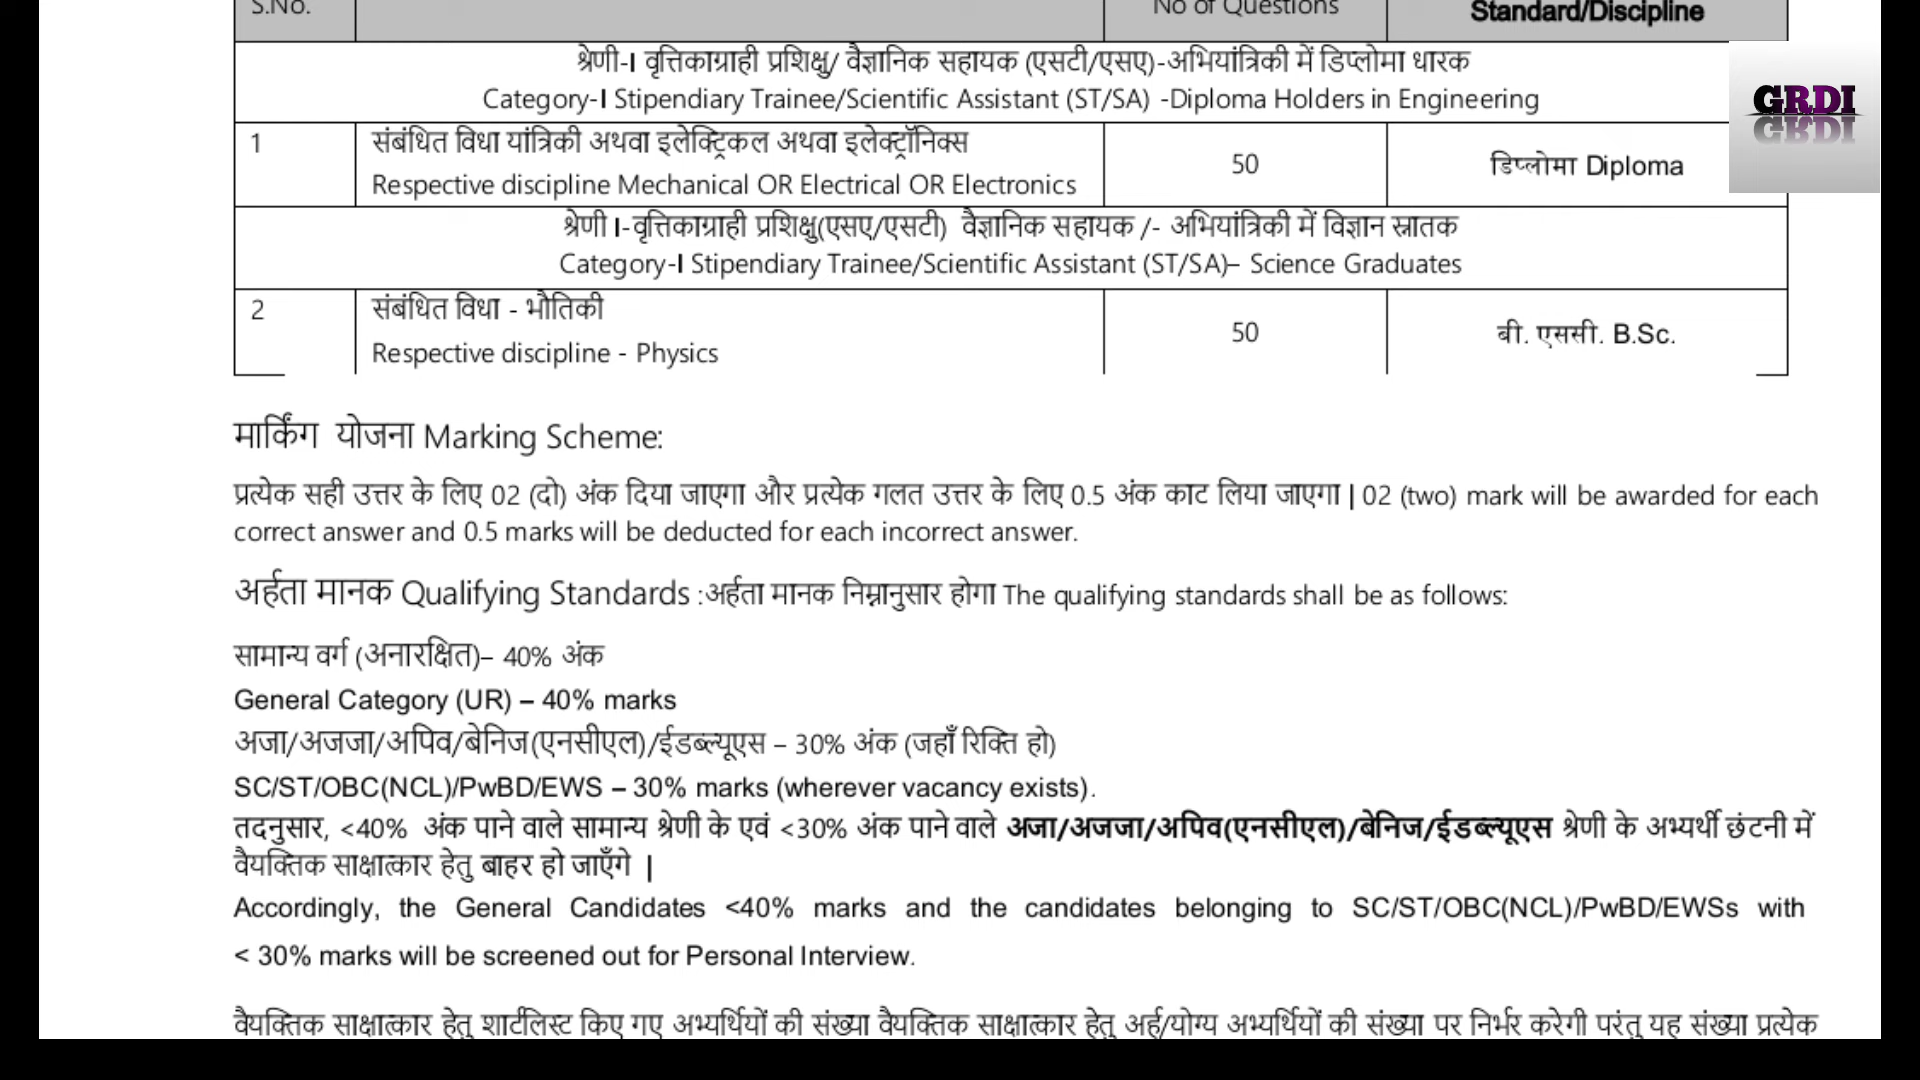 S.No.
No of Questions
Standard/Discipline
श्रेणी-I वृत्तिकाग्राही प्रशिक्षु/ वैज्ञानिक सहायक (एसटी/एसए)-अभियांत्रिकी में डिप्लोमा धारक
Category-I Stipendiary Trainee/Scientific Assistant (ST/SA) -Diploma Holders in Engineering
GRDI
1
संबंधित विधा यांत्रिकी अथवा इलेक्ट्रिकल अथवा इलेक्ट्रॉनिक्स
Respective discipline Mechanical OR Electrical OR Electronics
50
डिप्लोमा Diploma
श्रेणी I-वृत्तिकाग्राही प्रशिक्षु(एसए/एसटी) वैज्ञानिक सहायक /- अभियांत्रिकी में विज्ञान स्नातक
Category-I Stipendiary Trainee/Scientific Assistant (ST/SA)– Science Graduates
2
संबंधित विधा - भौतिकी
Respective discipline - Physics
50
बी. एससी. B.Sc.
मार्किंग योजना Marking Scheme:
प्रत्येक सही उत्तर के लिए 02 (दो) अंक दिया जाएगा और प्रत्येक गलत उत्तर के लिए 0.5 अंक काट लिया जाएगा | 02 (two) mark will be awarded for each
correct answer and 0.5 marks will be deducted for each incorrect answer.
अर्हता मानक Qualifying Standards :अर्हता मानक निम्नानुसार होगा The qualifying standards shall be as follows:
सामान्य वर्ग (अनारक्षित)– 40% अंक
General Category (UR) – 40% marks
अजा/अजजा/अपिव/बेनिज(एनसीएल)/ईडब्ल्यूएस – 30% अंक (जहाँ रिक्ति हो)
SC/ST/OBC(NCL)/PwBD/EWS – 30% marks (wherever vacancy exists).
तदनुसार, <40% अंक पाने वाले सामान्य श्रेणी के एवं <30% अंक पाने वाले अजा/अजजा/अपिव(एनसीएल)/बेनिज/ईडब्ल्यूएस श्रेणी के अभ्यर्थी छंटनी में
वैयक्तिक साक्षात्कार हेतु बाहर हो जाएँगे |
Accordingly, the General Candidates <40% marks and the candidates belonging to SC/ST/OBC(NCL)/PwBD/EWSs with
< 30% marks will be screened out for Personal Interview.
वैयक्तिक साक्षात्कार हेतु शार्टलिस्ट किए गए अभ्यर्थियों की संख्या वैयक्तिक साक्षात्कार हेतु अर्ह/योग्य अभ्यर्थियों की संख्या पर निर्भर करेगी परंतु यह संख्या प्रत्येक